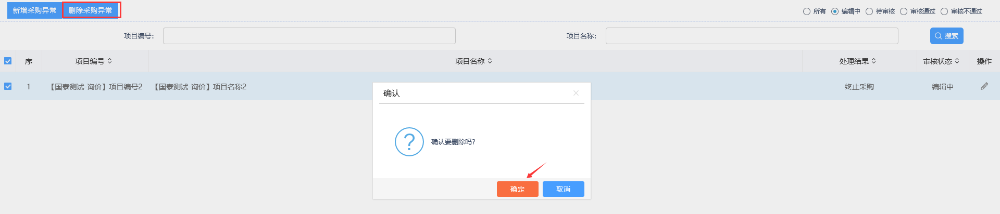 新增采购异常 删除采购异常 所有 编辑中 待审核 审核通过 审核不通过
项目编号： 项目名称： 搜索
序 项目编号 项目名称 处理结果 审核状态 操作
1 【国泰测试-询价】项目编号2 【国泰测试-询价】项目名称2 终止采购 编辑中
确认
确认要删除吗?
确定 取消